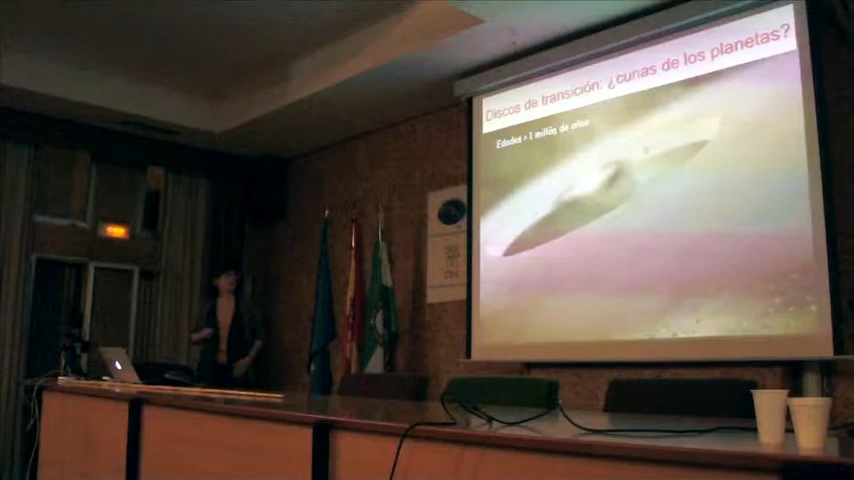 Discos de transición: ¿cunas de los planetas?
Edades > 1 millón de años